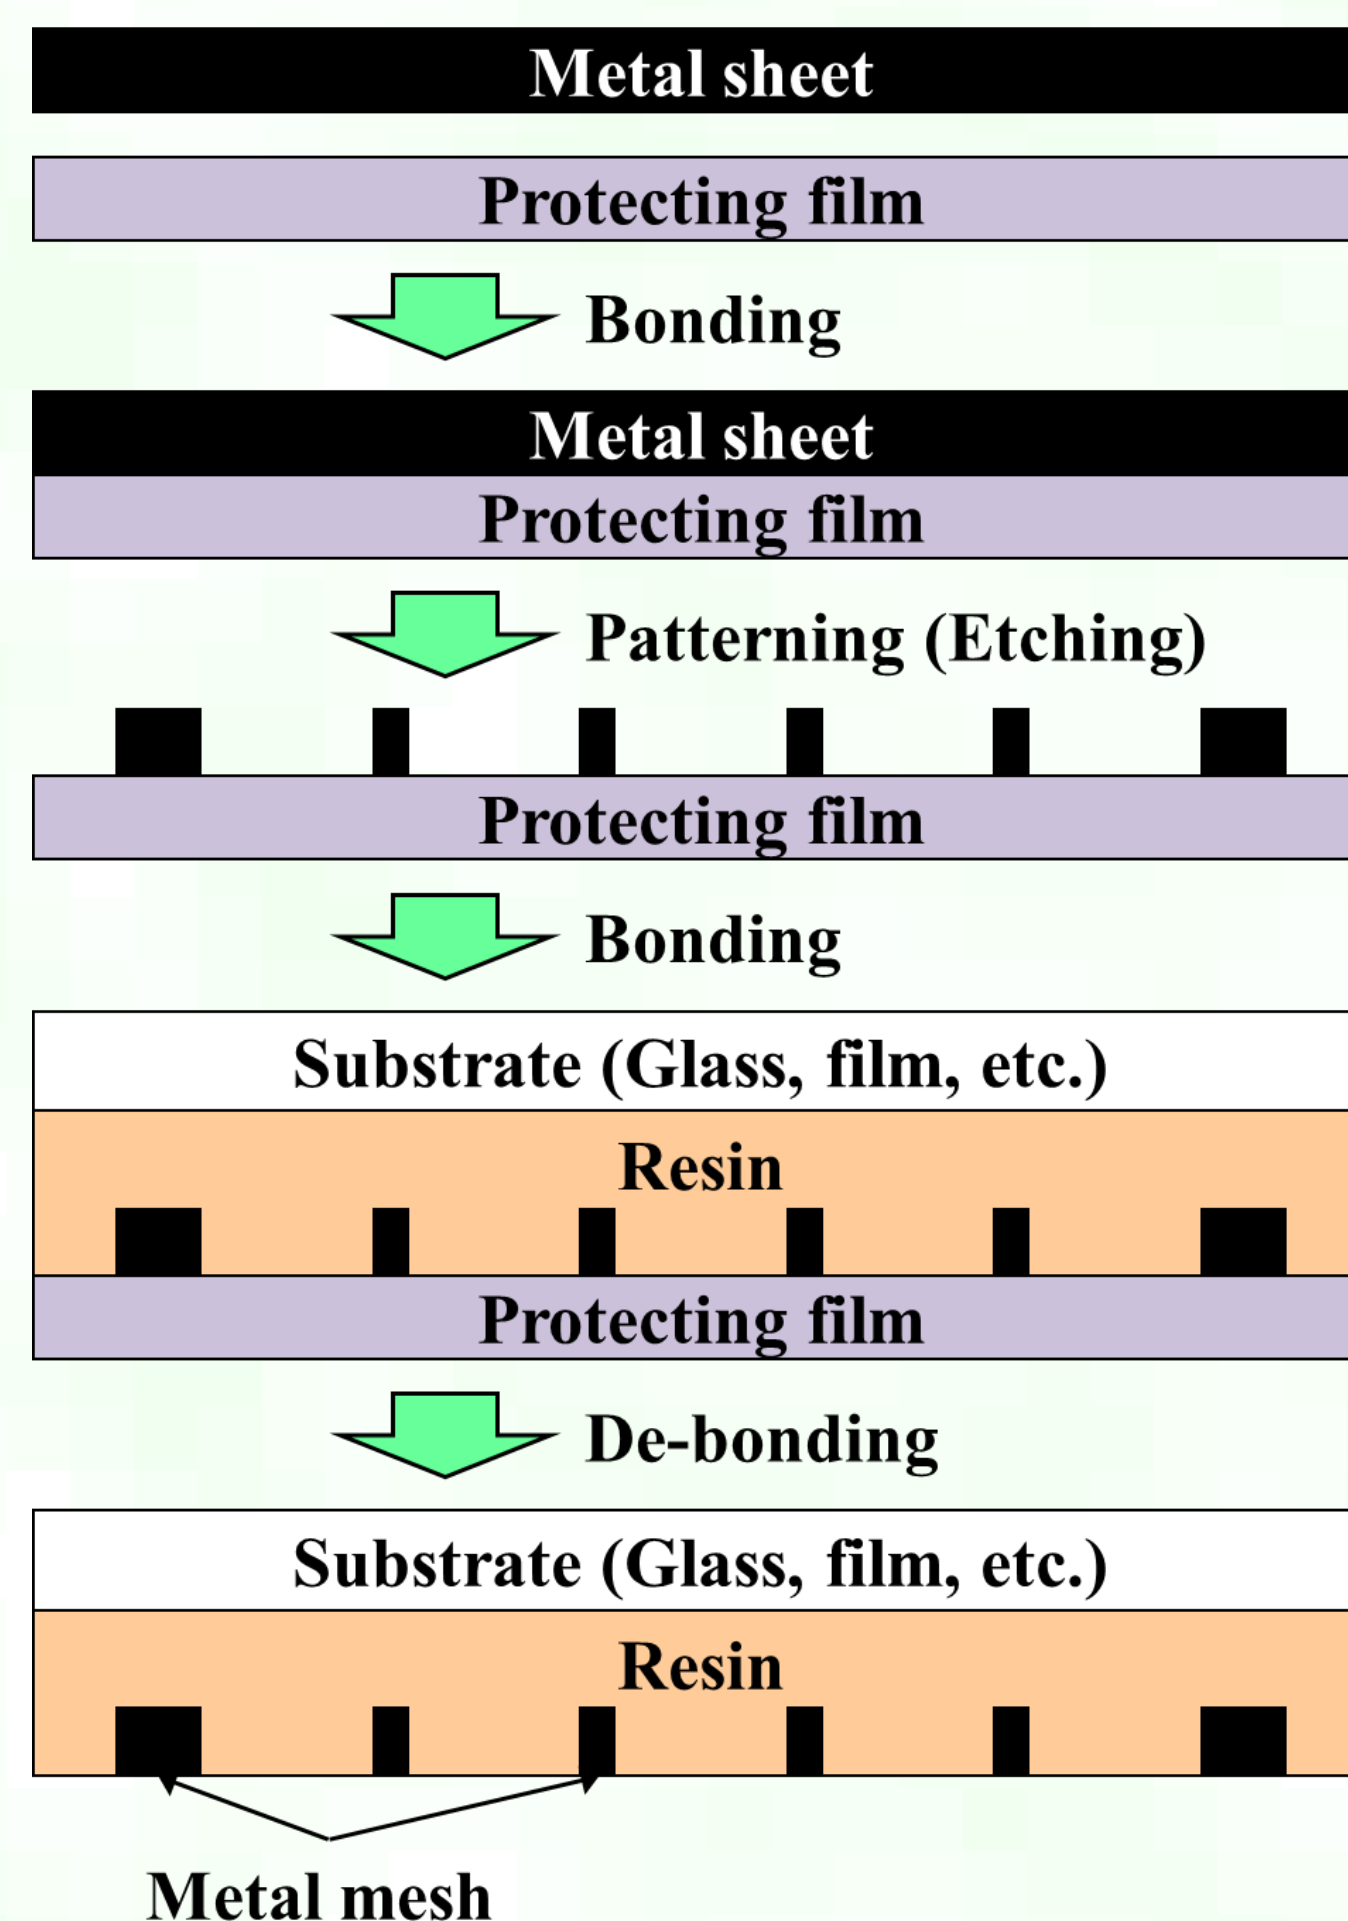 Metal sheet
Protecting film
Bonding
Metal sheet
Protecting film
Patterning (Etching)
Protecting film
Bonding
Substrate (Glass, film, etc.)
Resin
Protecting film
De-bonding
Substrate (Glass, film, etc.)
Resin
Metal mesh